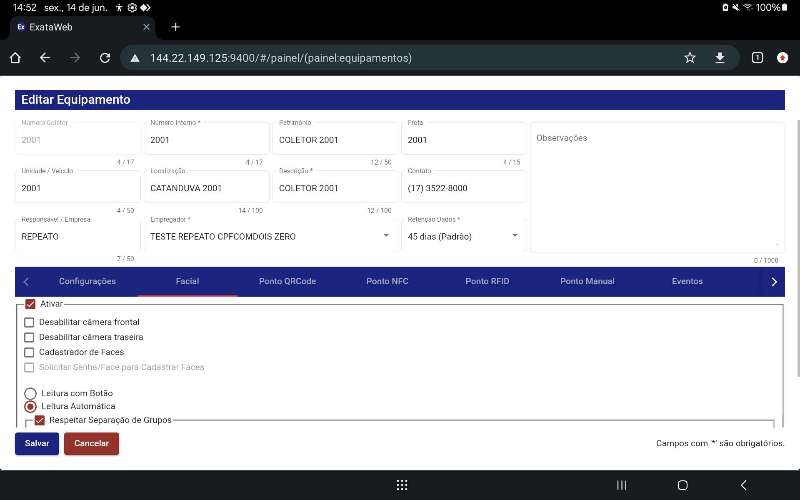 14:52 sex., 14 de jun. 100%
ExataWeb
144.22.149.125:9400/#/painel/(painel:equipamentos)
1
Editar Equipamento
Número Coletor Número Interno * Patrimônio Frota
2001 2001 COLETOR 2001 2001 Observações
4 / 17 4 / 17 12 / 50 4 / 15
Unidade / Veículo Localização Descrição * Contato
2001 CATANDUVA 2001 COLETOR 2001 (17) 3522-8000
4 / 50 14 / 100 12 / 100
Responsável / Empresa Empregador * Retenção Dados *
REPEATO TESTE REPEATO CPFCOMDOIS ZERO 45 dias (Padrão)
7 / 50 0 / 1000
Configurações Facial Ponto QRCode Ponto NFC Ponto RFID Ponto Manual Eventos
Ativar
Desabilitar câmera frontal
Desabilitar câmera traseira
Cadastrador de Faces
Solicitar Senha/Face para Cadastrar Faces
Leitura com Botão
Leitura Automática
Respeitar Separação de Grupos
Salvar Cancelar Campos com '*' são obrigatórios.